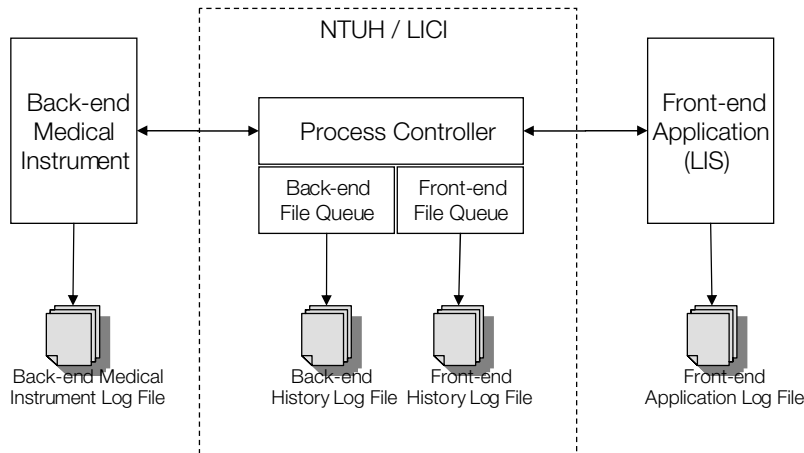 NTUH / LICI
Back-end
Medical
Instrument
Process Controller
Front-end
Application
(LIS)
Back-end
File Queue
Front-end
File Queue
Back-end Medical
Instrument Log File
Back-end
History Log File
Front-end
History Log File
Front-end
Application Log File